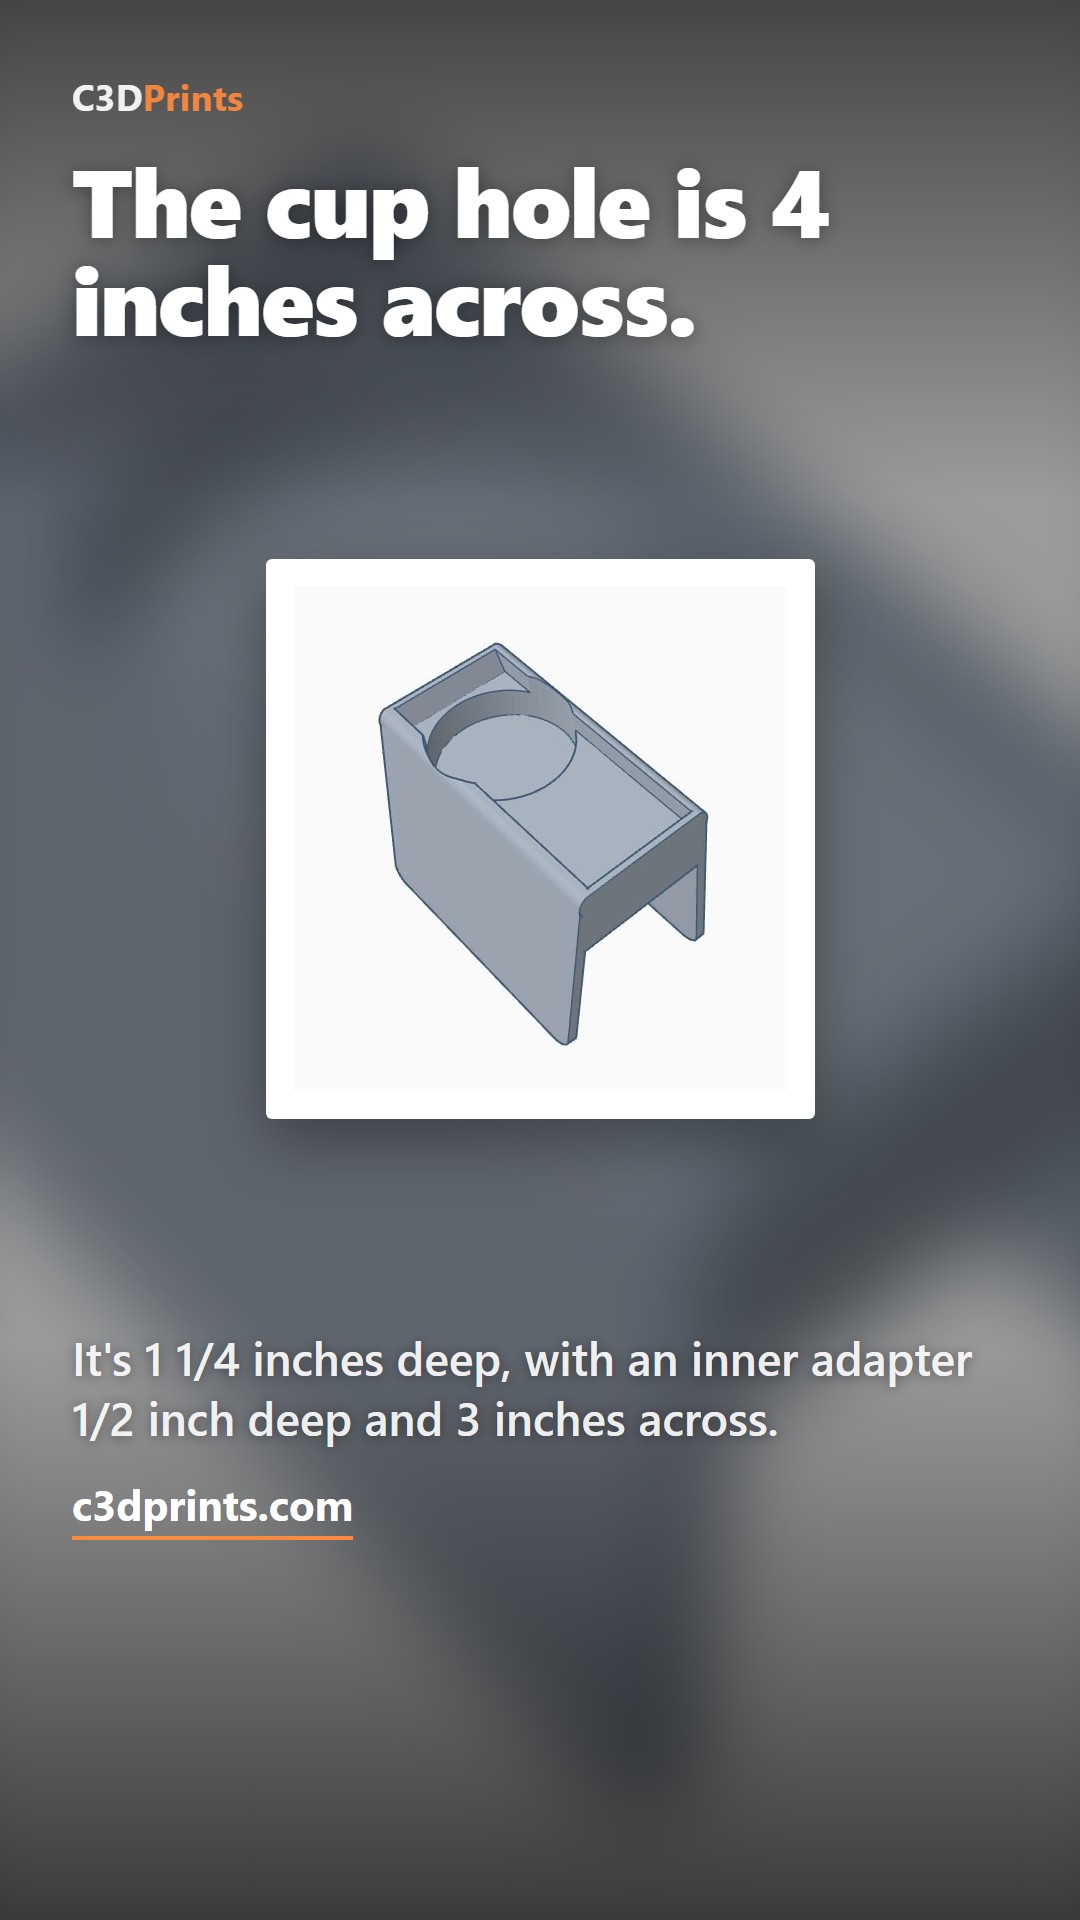 C3DPrints
The cup hole is 4
inches across.
It's 1 1/4 inches deep, with an inner adapter
1/2 inch deep and 3 inches across.
c3dprints.com